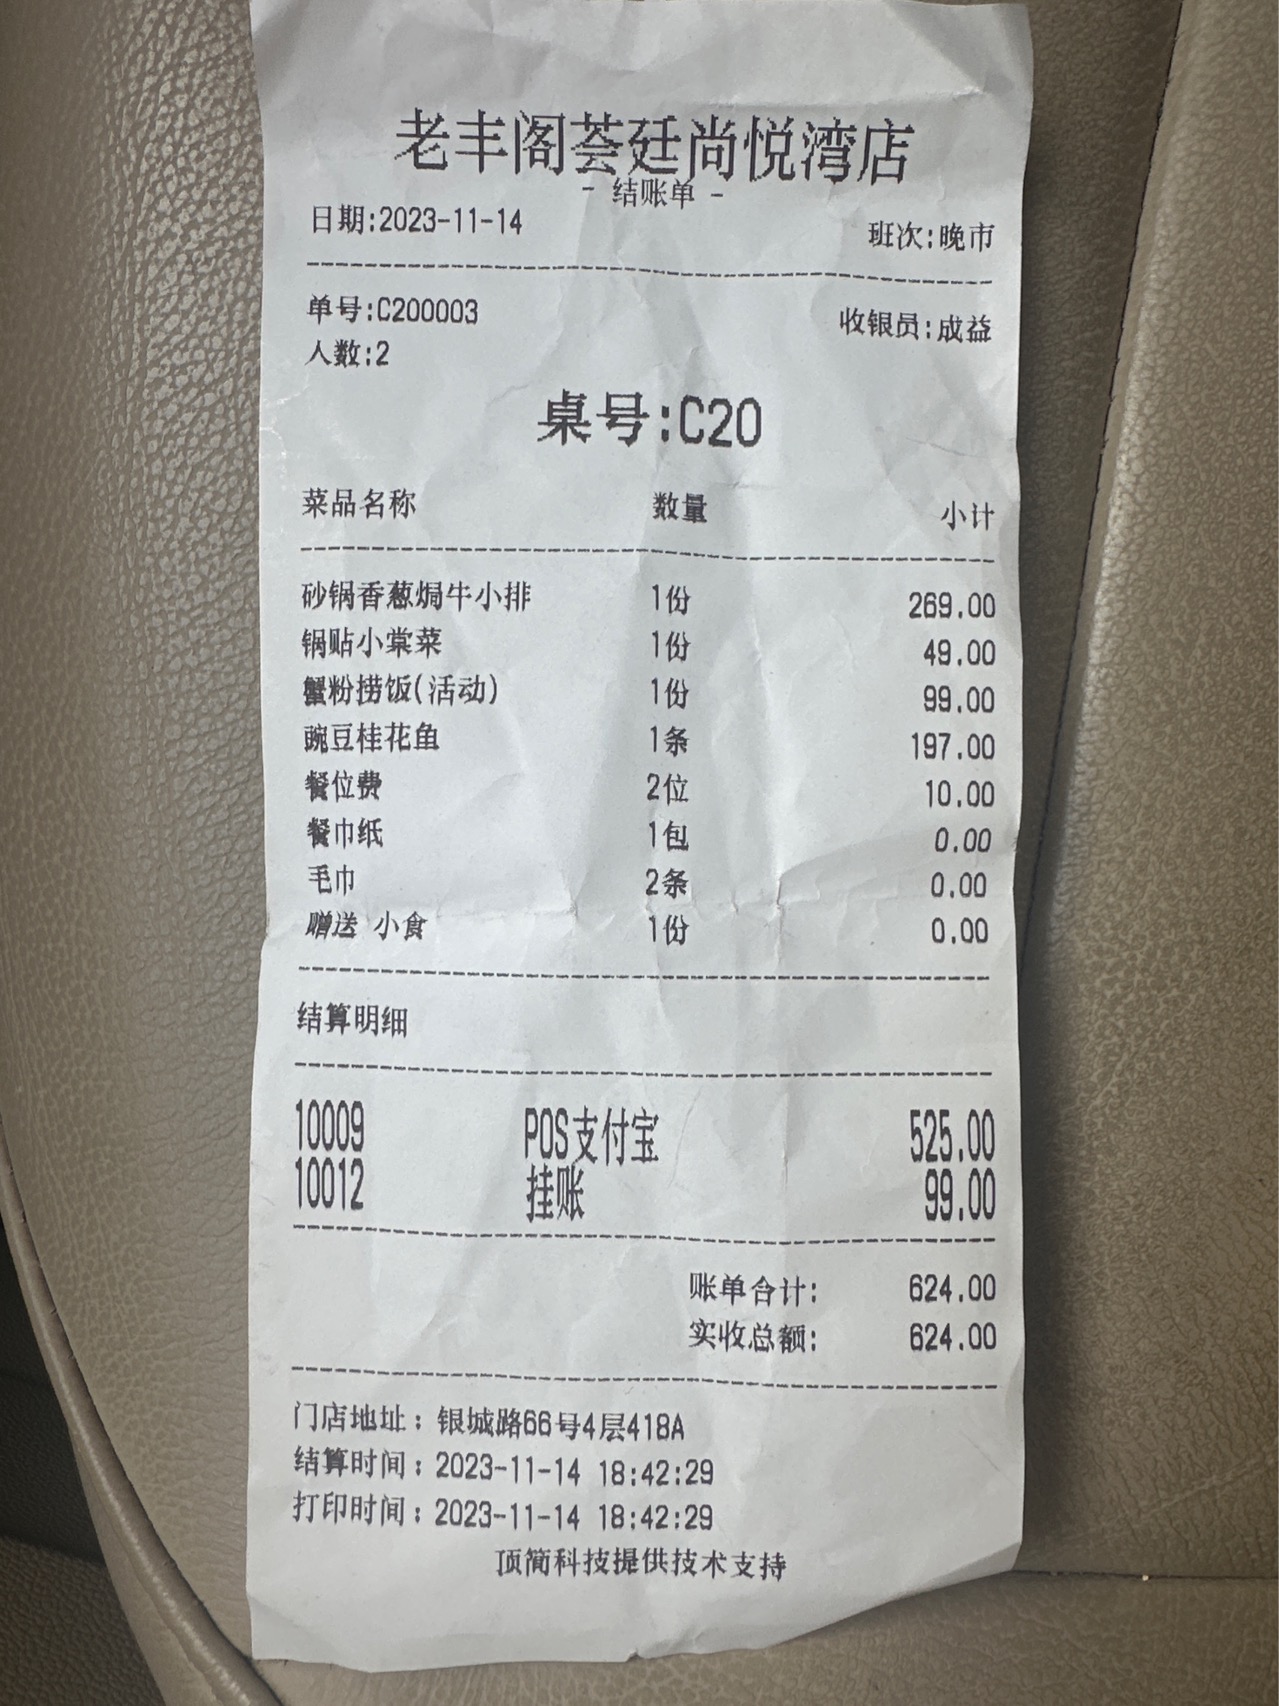 老丰阁荟廷尚悦湾店
- 结账单 -
日期:2023-11-14 班次:晚市
单号:C200003 收银员:成益
人数:2
桌号:C20
菜品名称 数量 小计
砂锅香葱焗牛小排 1份 269.00
锅贴小棠菜 1份 49.00
蟹粉捞饭(活动) 1份 99.00
豌豆桂花鱼 1条 197.00
餐位费 2位 10.00
餐巾纸 1包 0.00
毛巾 2条 0.00
赠送 小食 1份 0.00
结算明细
10009 POS支付宝 525.00
10012 挂账 99.00
账单合计: 624.00
实收总额: 624.00
门店地址: 银城路66号4层418A
结算时间: 2023-11-14 18:42:29
打印时间: 2023-11-14 18:42:29
顶简科技提供技术支持